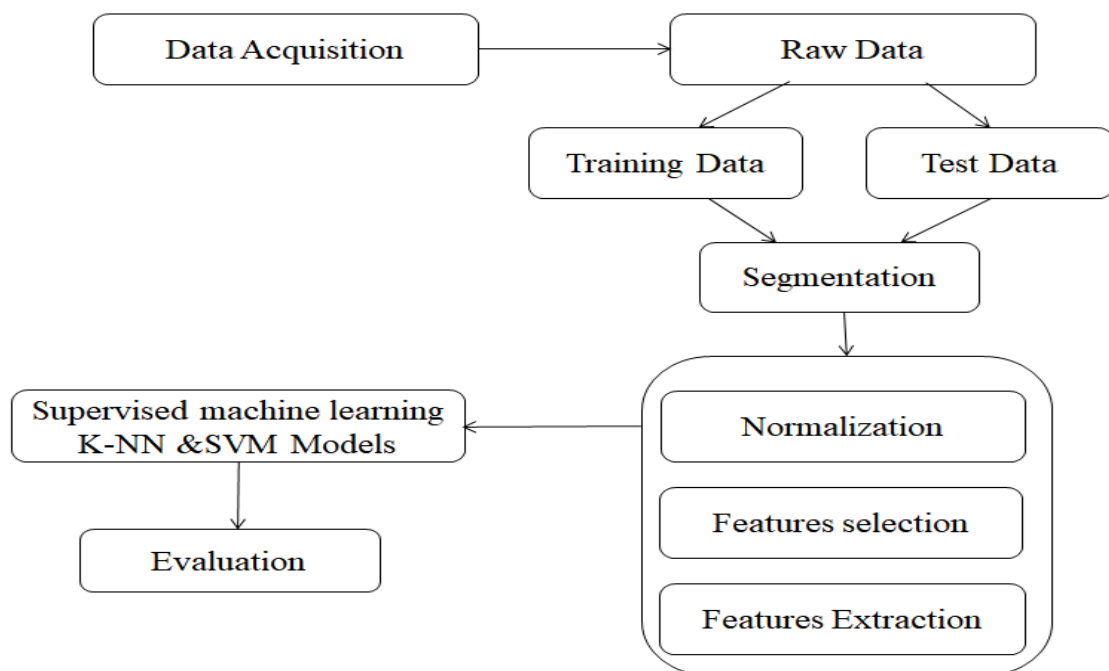 Data Acquisition
Raw Data
Training Data
Test Data
Segmentation
Normalization
Features selection
Features Extraction
Supervised machine learning
K-NN &SVM Models
Evaluation